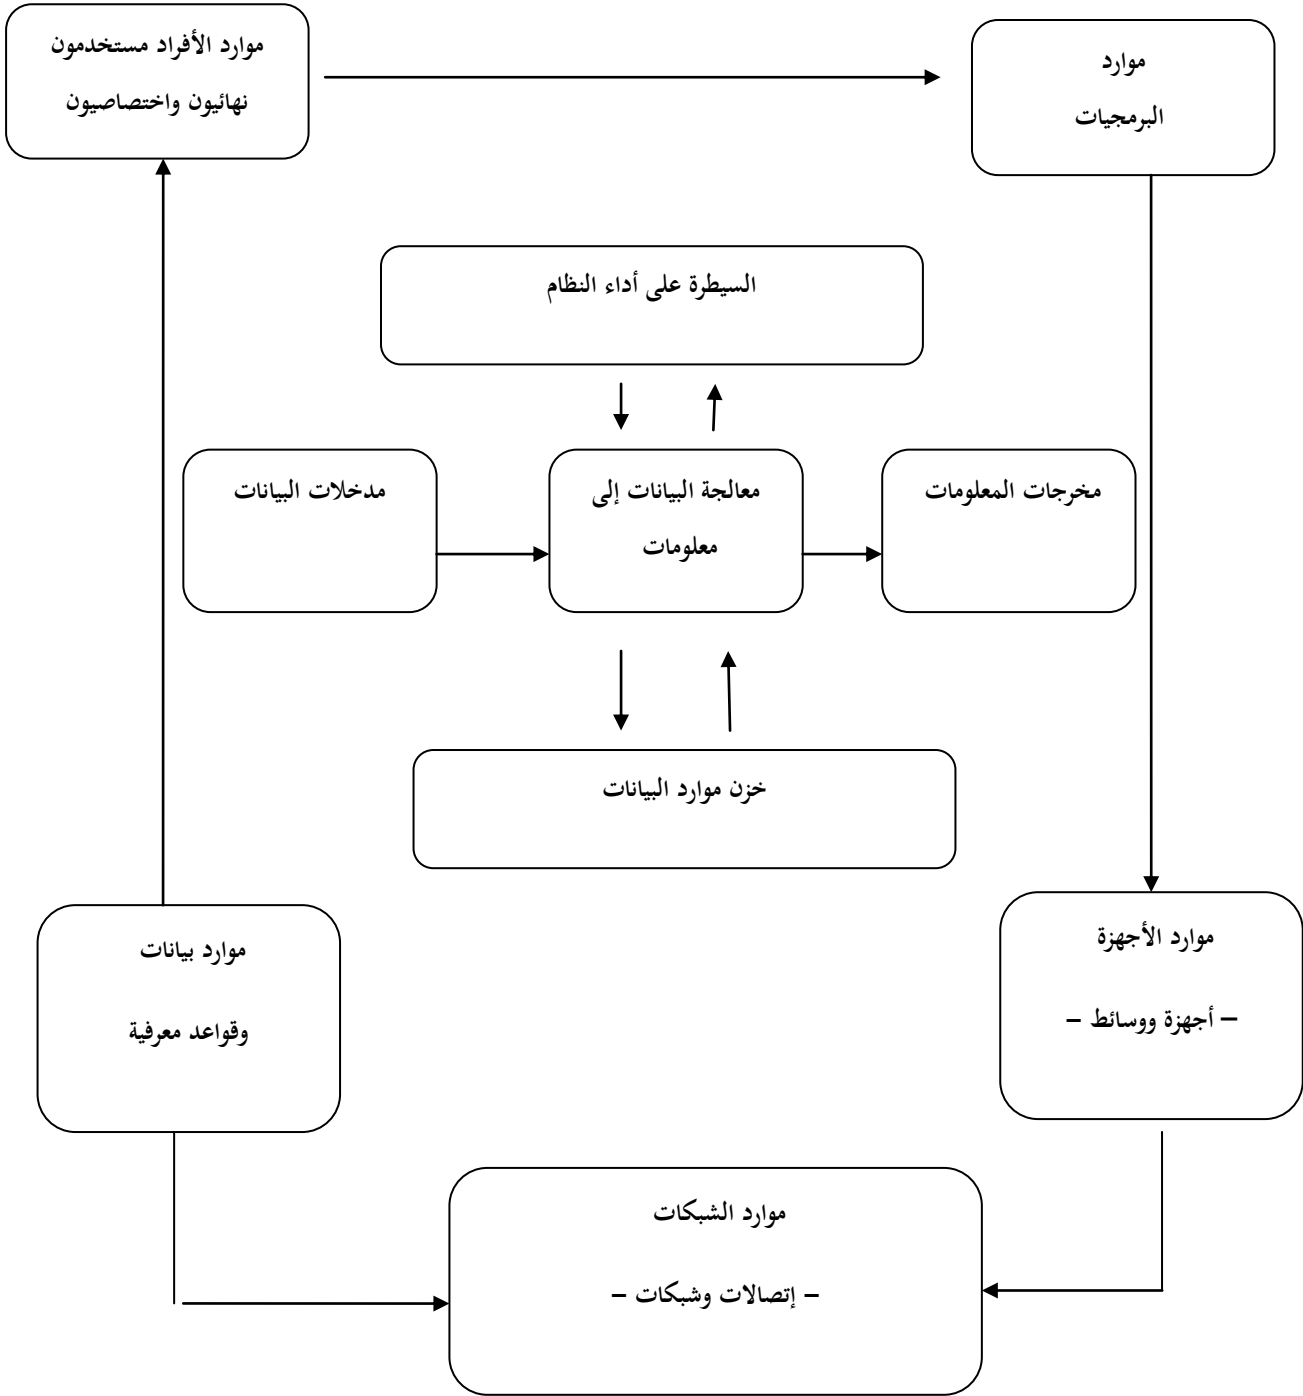 موارد الأفراد مستخدمون
نهائيون واختصاصيون
موارد
البرمجيات
السيطرة على أداء النظام
مدخلات البيانات
معالجة البيانات إلى
معلومات
مخرجات المعلومات
خزن موارد البيانات
موارد بيانات
وقواعد معرفية
موارد الأجهزة
– أجهزة ووسائط –
موارد الشبكات
– إتصالات وشبكات –